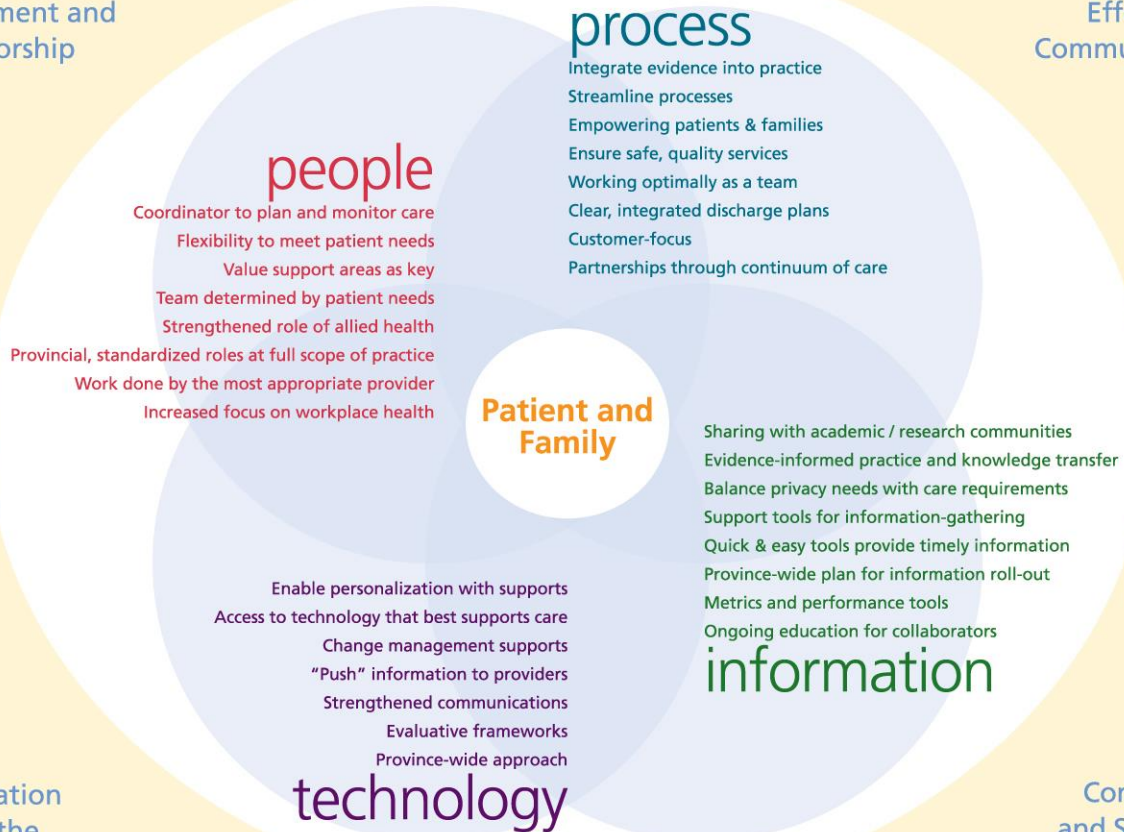 process
Integrate evidence into practice
Streamline processes
Empowering patients & families
Ensure safe, quality services
Working optimally as a team
Clear, integrated discharge plans
Customer-focus
Partnerships through continuum of care
people
Coordinator to plan and monitor care
Flexibility to meet patient needs
Value support areas as key
Team determined by patient needs
Strengthened role of allied health
Provincial, standardized roles at full scope of practice
Work done by the most appropriate provider
Increased focus on workplace health
Patient and
Family
Sharing with academic / research communities
Evidence-informed practice and knowledge transfer
Balance privacy needs with care requirements
Support tools for information-gathering
Quick & easy tools provide timely information
Province-wide plan for information roll-out
Metrics and performance tools
Ongoing education for collaborators
information
Enable personalization with supports
Access to technology that best supports care
Change management supports
“Push” information to providers
Strengthened communications
Evaluative frameworks
Province-wide approach
technology
and
the
and